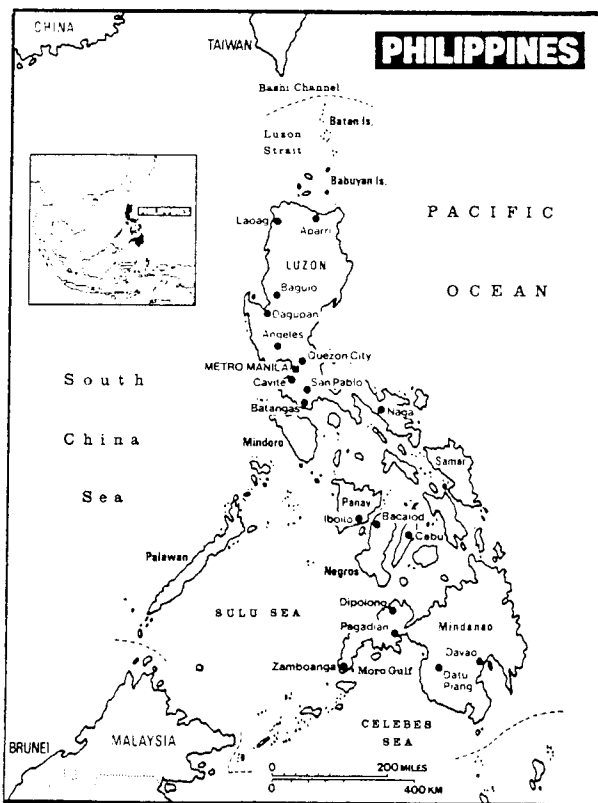 CHINA
TAIWAN
PHILIPPINES
Bashi Channel
Batan Is.
Luzon
Strait
Babuyan Is.
PACIFIC
OCEAN
Laoag
Aparri
LUZON
Baguio
Dagupan
Angeles
Quezon City
METRO MANILA
Cavite
San Pablo
Batangas
Naga
South
China
Sea
Mindoro
Samar
Panay
Iloilo
Bacalod
Cebu
Palawan
Negros
SULU SEA
Dipolong
Pagadian
Mindanao
Davao
Zamboanga
Moro Gulf
Datu
Piang
CELEBES
SEA
BRUNEI
MALAYSIA
0 200 MILES
0 400 KM